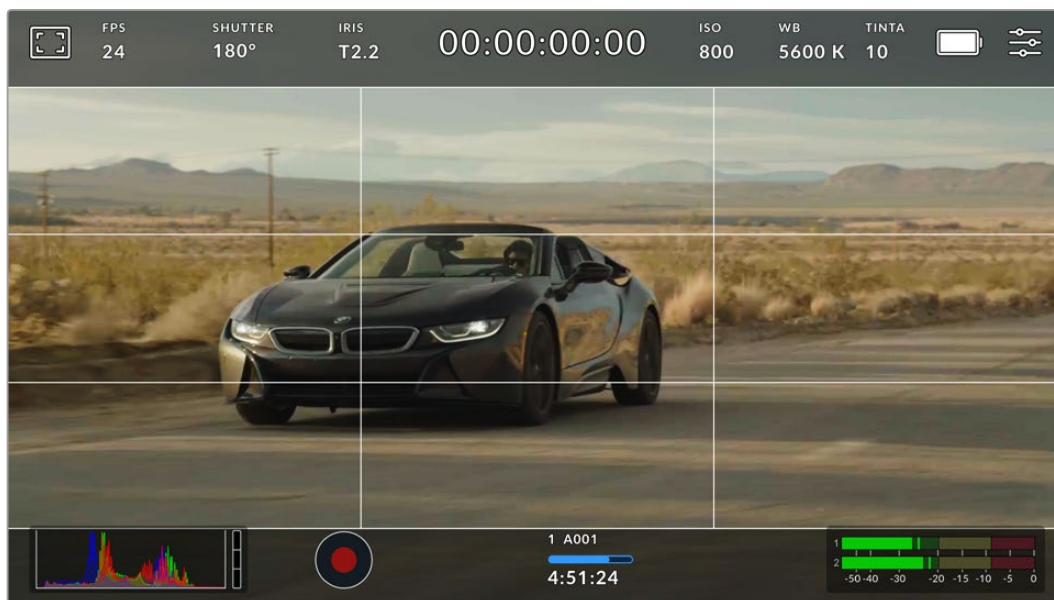 FPS
24
SHUTTER
180°
IRIS
T2.2
00:00:00:00
ISO
800
WB
5600 K
TINTA
10
1 A001
4:51:24
1
2
-50 -40 -30 -20 -15 -10 -5 0